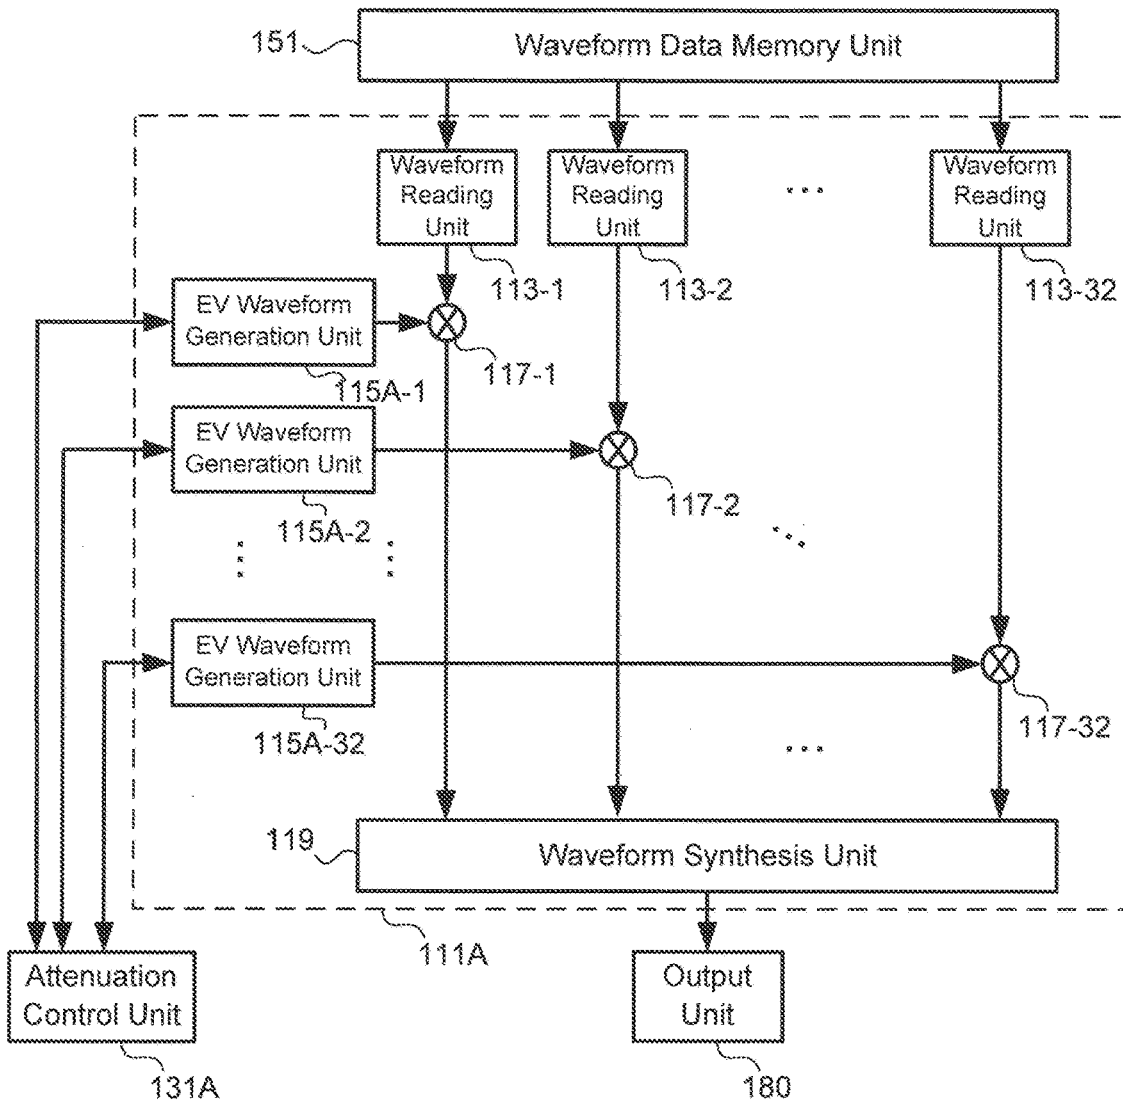 151
Waveform Data Memory Unit
Waveform
Reading
Unit
Waveform
Reading
Unit
...
Waveform
Reading
Unit
113-1
113-2
113-32
EV Waveform
Generation Unit
115A-1
117-1
EV Waveform
Generation Unit
115A-2
117-2
EV Waveform
Generation Unit
115A-32
117-32
...
119
Waveform Synthesis Unit
111A
Attenuation
Control Unit
131A
Output
Unit
180